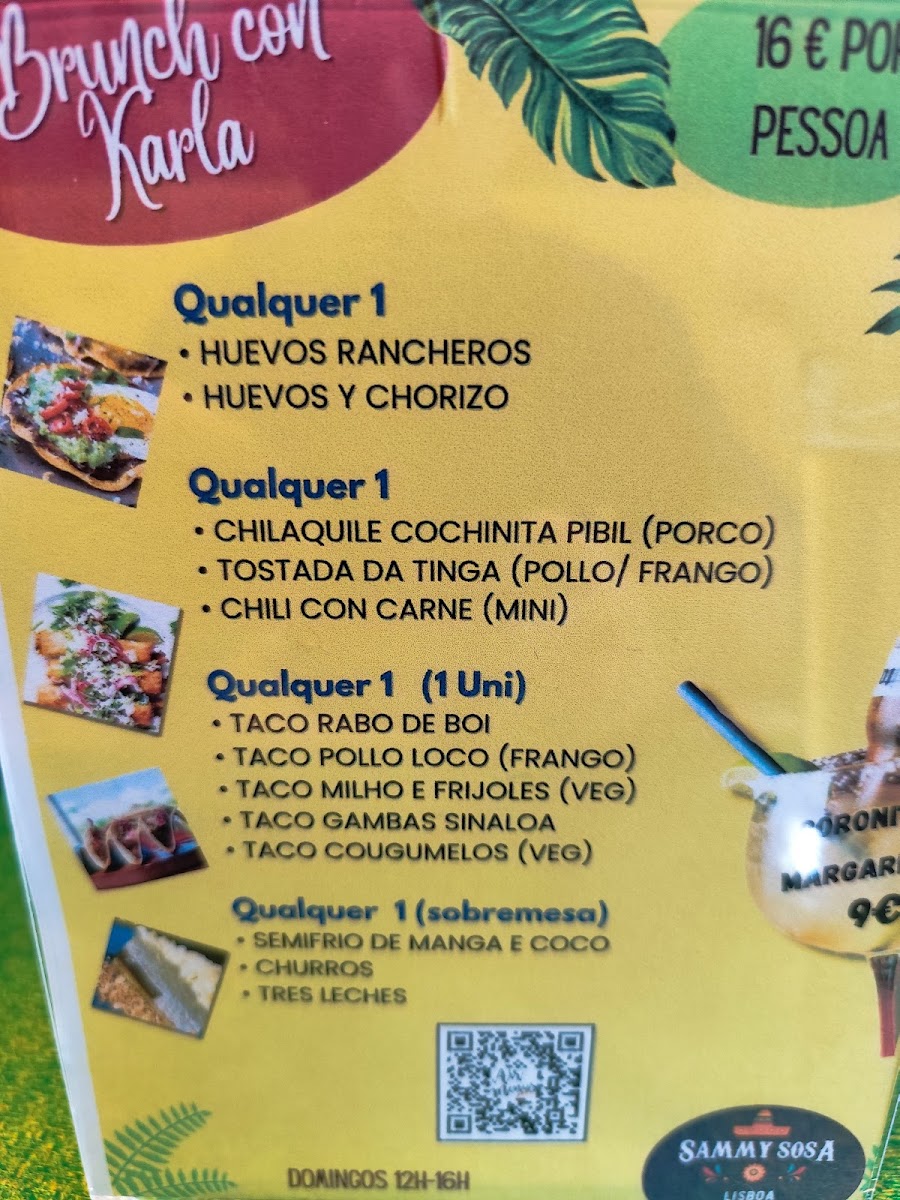 Brunch con
Karla
16 €
PESSOA
Qualquer 1
• HUEVOS RANCHEROS
• HUEVOS Y CHORIZO
Qualquer 1
• CHILAQUILE COCHINITA PIBIL (PORCO)
• TOSTADA DA TINGA (POLLO/ FRANGO)
• CHILI CON CARNE (MINI)
Qualquer 1 (1 Uni)
• TACO RABO DE BOI
• TACO POLLO LOCO (FRANGO)
• TACO MILHO E FRIJOLES (VEG)
• TACO GAMBAS SINALOA
• TACO COUGUMELOS (VEG)
9€
Qualquer 1 (sobremesa)
• SEMIFRIO DE MANGA E COCO
• CHURROS
• TRES LECHES
DOMINGOS 12H-16H
SAMMY SOSA
LISBOA